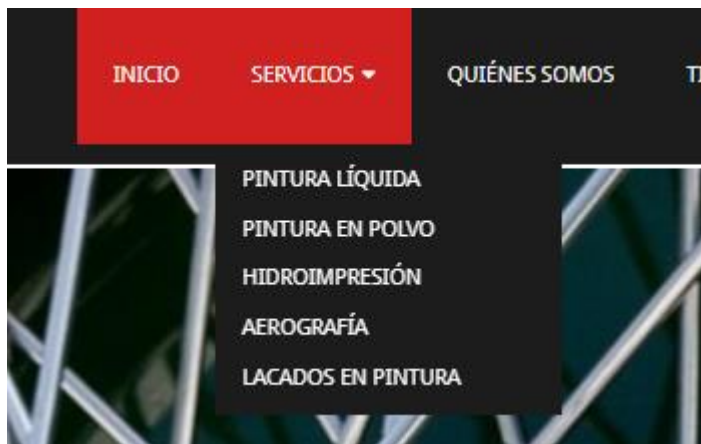 INICIO SERVICIOS QUIÉNES SOMOS
PINTURA LÍQUIDA
PINTURA EN POLVO
HIDROIMPRESIÓN
AEROGRAFÍA
LACADOS EN PINTURA